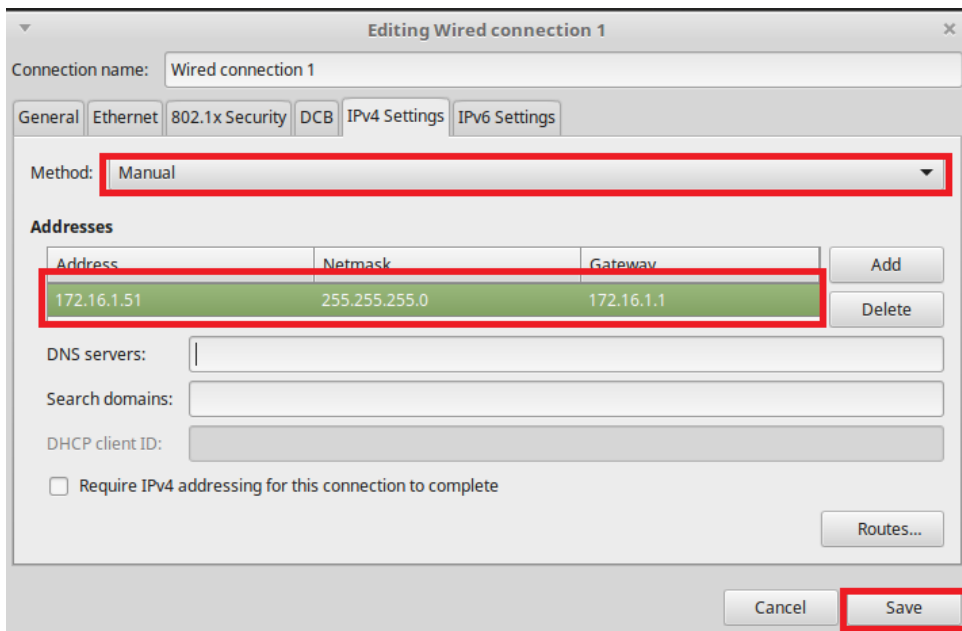 Editing Wired connection 1
Connection name: Wired connection 1
General Ethernet 802.1x Security DCB IPv4 Settings IPv6 Settings
Method: Manual
Addresses
Address Netmask Gateway Add
172.16.1.51 255.255.255.0 172.16.1.1 Delete
DNS servers:
Search domains:
DHCP client ID:
Require IPv4 addressing for this connection to complete
Routes...
Cancel Save